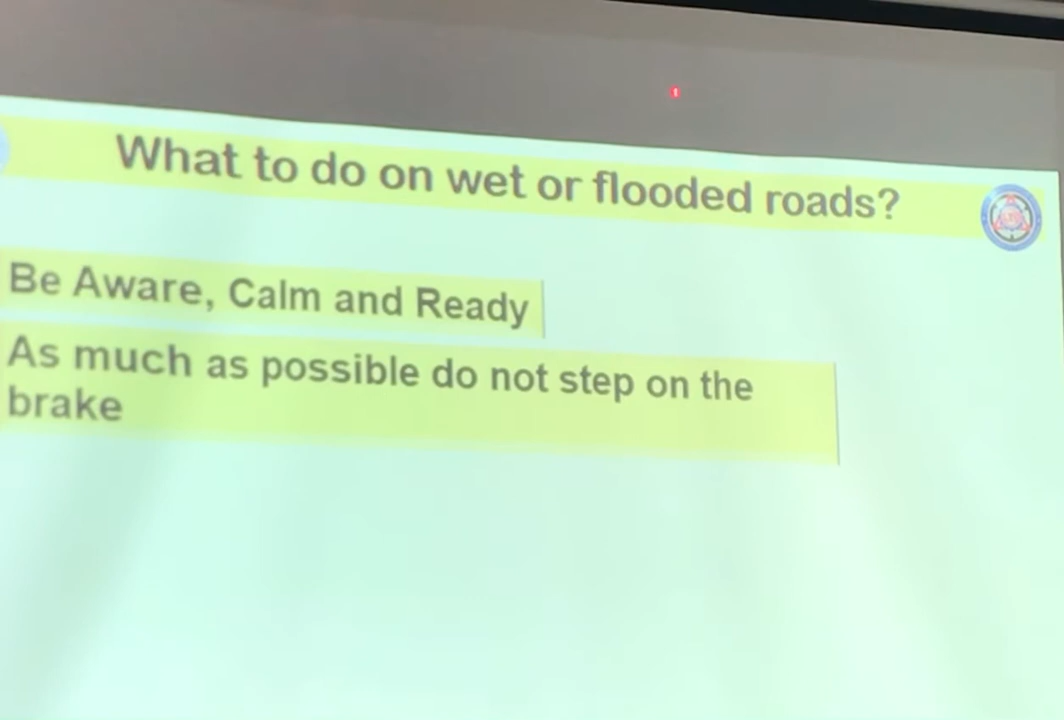 What to do on wet or flooded roads?
Be Aware, Calm and Ready
As much as possible do not step on the
brake